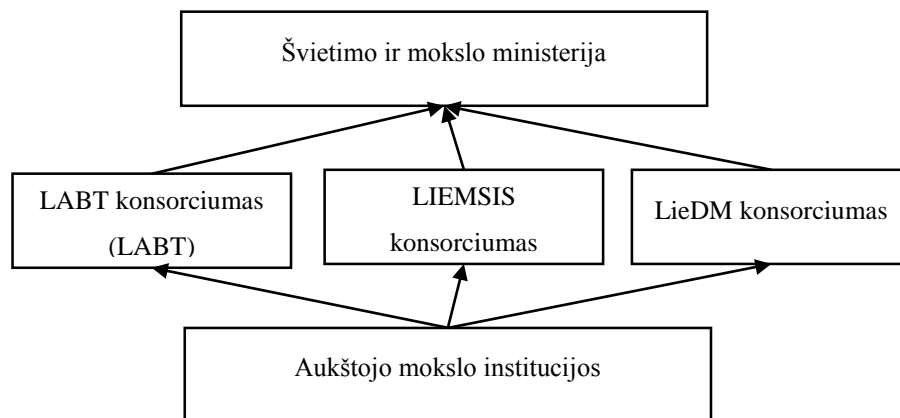 Švietimo ir mokslo ministerija
LABT konsorciumas
(LABT)
LIEMSIS
konsorciumas
LieDM konsorciumas
Aukštojo mokslo institucijos